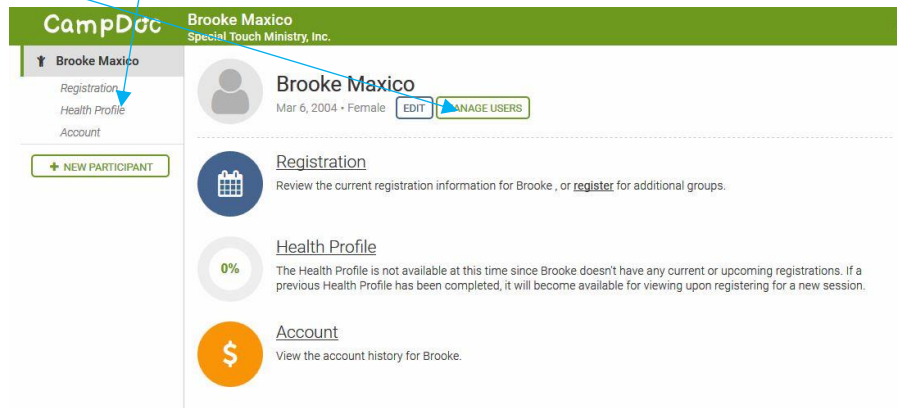 CampDoc
Brooke Maxico
Special Touch Ministry, Inc.
Brooke Maxico
Registration
Health Profile
Account
+ NEW PARTICIPANT
Brooke Maxico
Mar 6, 2004 • Female EDIT MANAGE USERS
Registration
Review the current registration information for Brooke , or register for additional groups.
0%
Health Profile
The Health Profile is not available at this time since Brooke doesn't have any current or upcoming registrations. If a
previous Health Profile has been completed, it will become available for viewing upon registering for a new session.
$
Account
View the account history for Brooke.